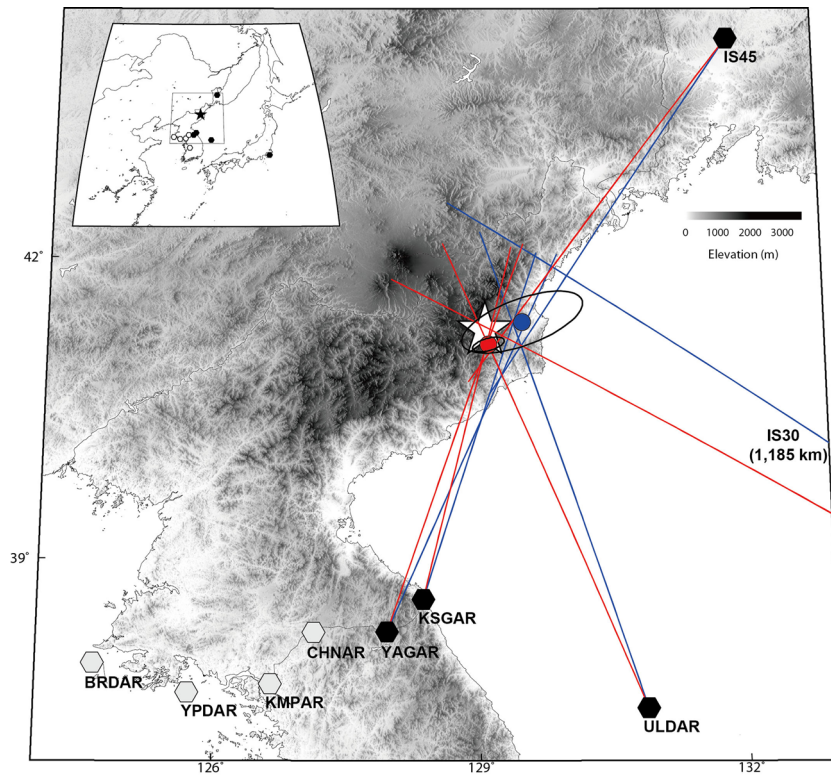 IS45
0 1000 2000 3000
Elevation (m)
42°
IS30
(1,185 km)
39°
KSGAR
CHNAR
YAGAR
BRDAR
KMPAR
YPDAR
ULDAR
126°
129°
132°